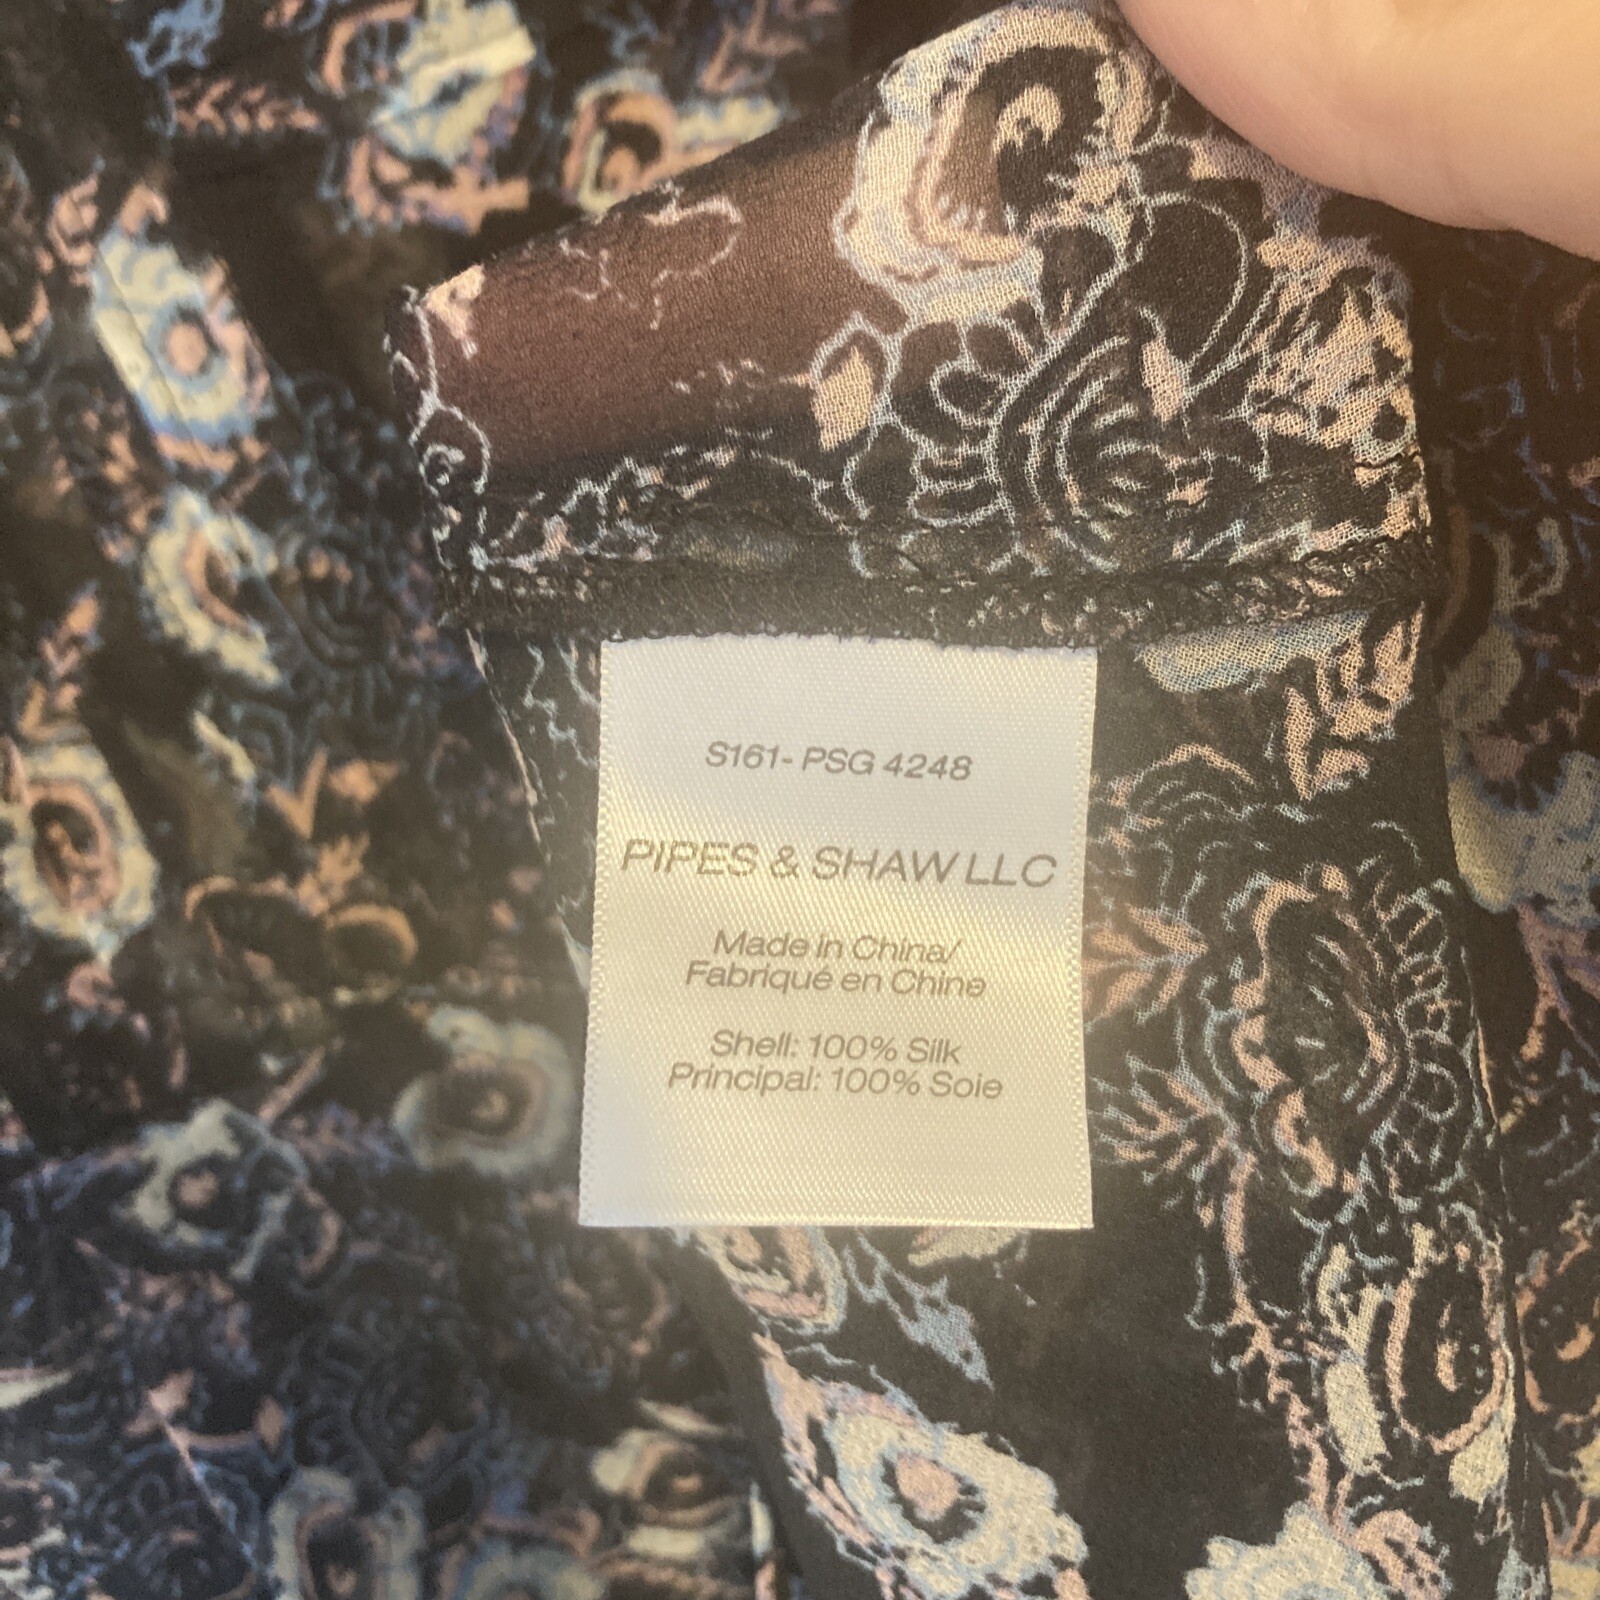 S161- PSG 4248
PIPES & SHAW LLC
Made in China/
Fabriqué en Chine
Shell: 100% Silk
Principal: 100% Soie